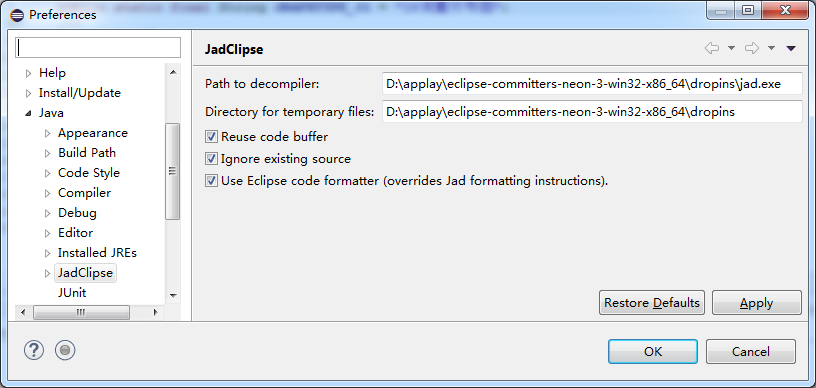 Preferences
static final String
JadClipse
Help
Install/Update
Java
Appearance
Build Path
Code Style
Compiler
Debug
Editor
Installed JREs
JadClipse
JUnit
Path to decompiler: D:\applay\eclipse-committers-neon-3-win32-x86_64\dropins\jad.exe
Directory for temporary files: D:\applay\eclipse-committers-neon-3-win32-x86_64\dropins
Reuse code buffer
Ignore existing source
Use Eclipse code formatter (overrides Jad formatting instructions).
Restore Defaults Apply
OK Cancel